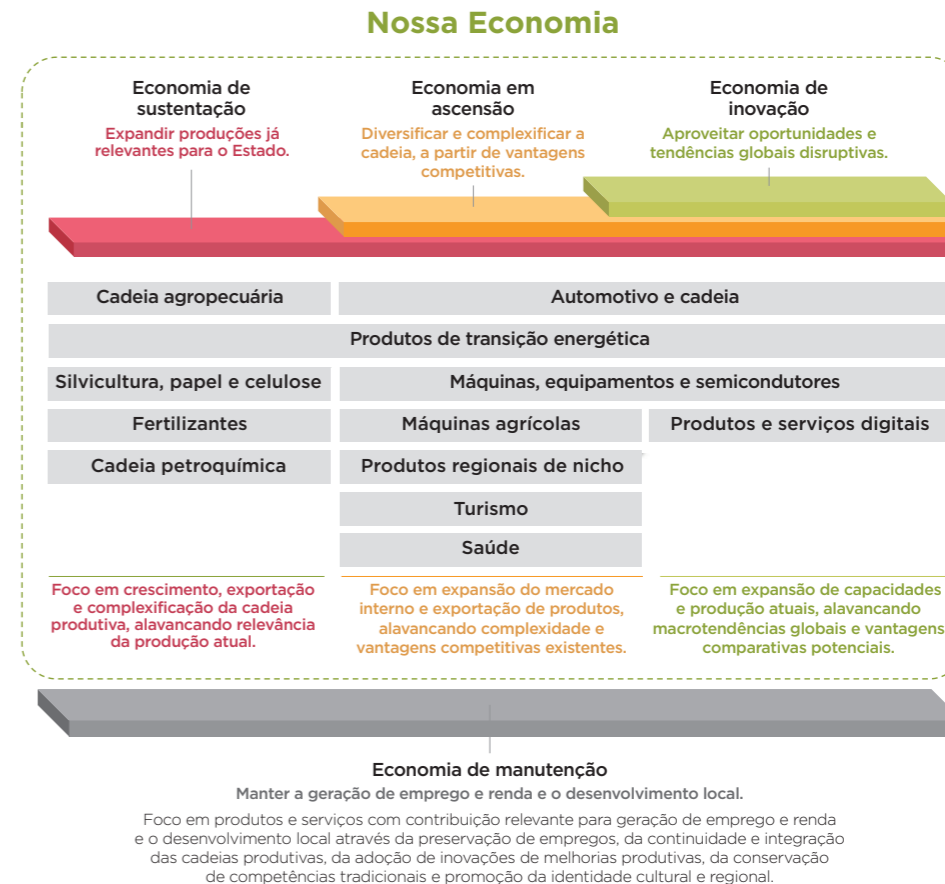 Nossa Economia
Economia de
sustentação
Expandir produções já
relevantes para o Estado.
Economia em
ascensão
Diversificar e complexificar a
cadeia, a partir de vantagens
competitivas.
Economia de
inovação
Aproveitar oportunidades e
tendências globais disruptivas.
Cadeia agropecuária
Automotivo e cadeia
Produtos de transição energética
Silvicultura, papel e celulose
Máquinas, equipamentos e semicondutores
Fertilizantes
Máquinas agrícolas
Produtos e serviços digitais
Cadeia petroquímica
Produtos regionais de nicho
Turismo
Saúde
Foco em crescimento, exportação
e complexificação da cadeia
produtiva, alavancando relevância
da produção atual.
Foco em expansão do mercado
interno e exportação de produtos,
alavancando complexidade e
vantagens competitivas existentes.
Foco em expansão de capacidades
e produção atuais, alavancando
macrotendências globais e vantagens
comparativas potenciais.
Economia de manutenção
Manter a geração de emprego e renda e o desenvolvimento local.
Foco em produtos e serviços com contribuição relevante para geração de emprego e renda
e o desenvolvimento local através da preservação de empregos, da continuidade e integração
das cadeias produtivas, da adoção de inovações de melhorias produtivas, da conservação
de competências tradicionais e promoção da identidade cultural e regional.